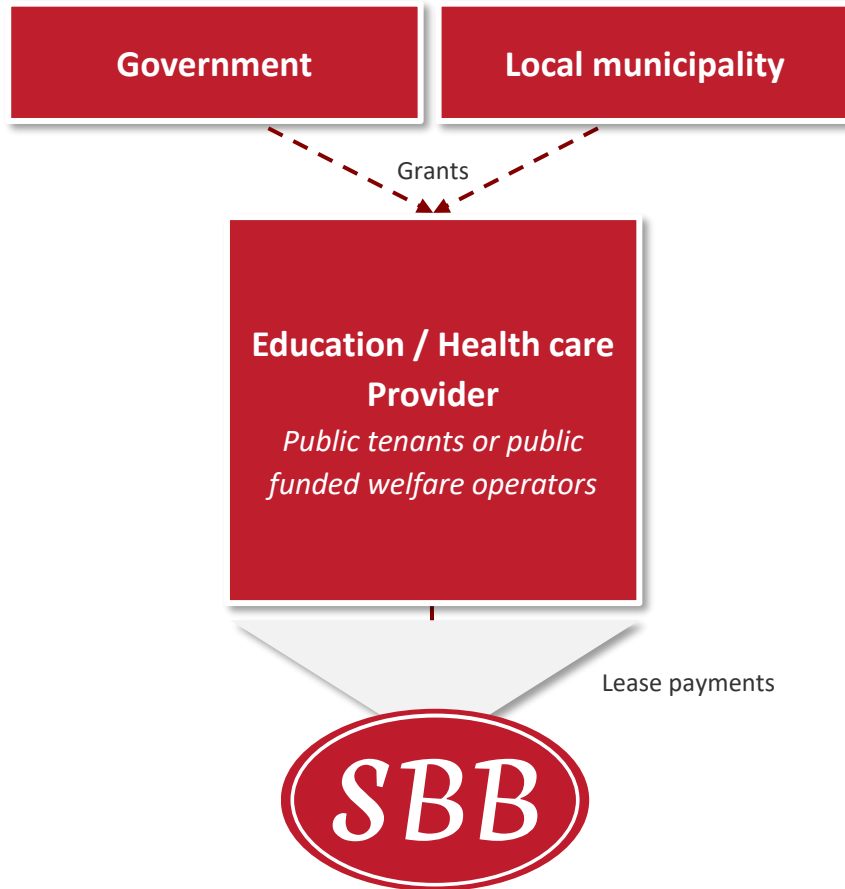 Government
Local municipality
Grants
Education / Health care
Provider
Public tenants or public
funded welfare operators
Lease payments
SBB